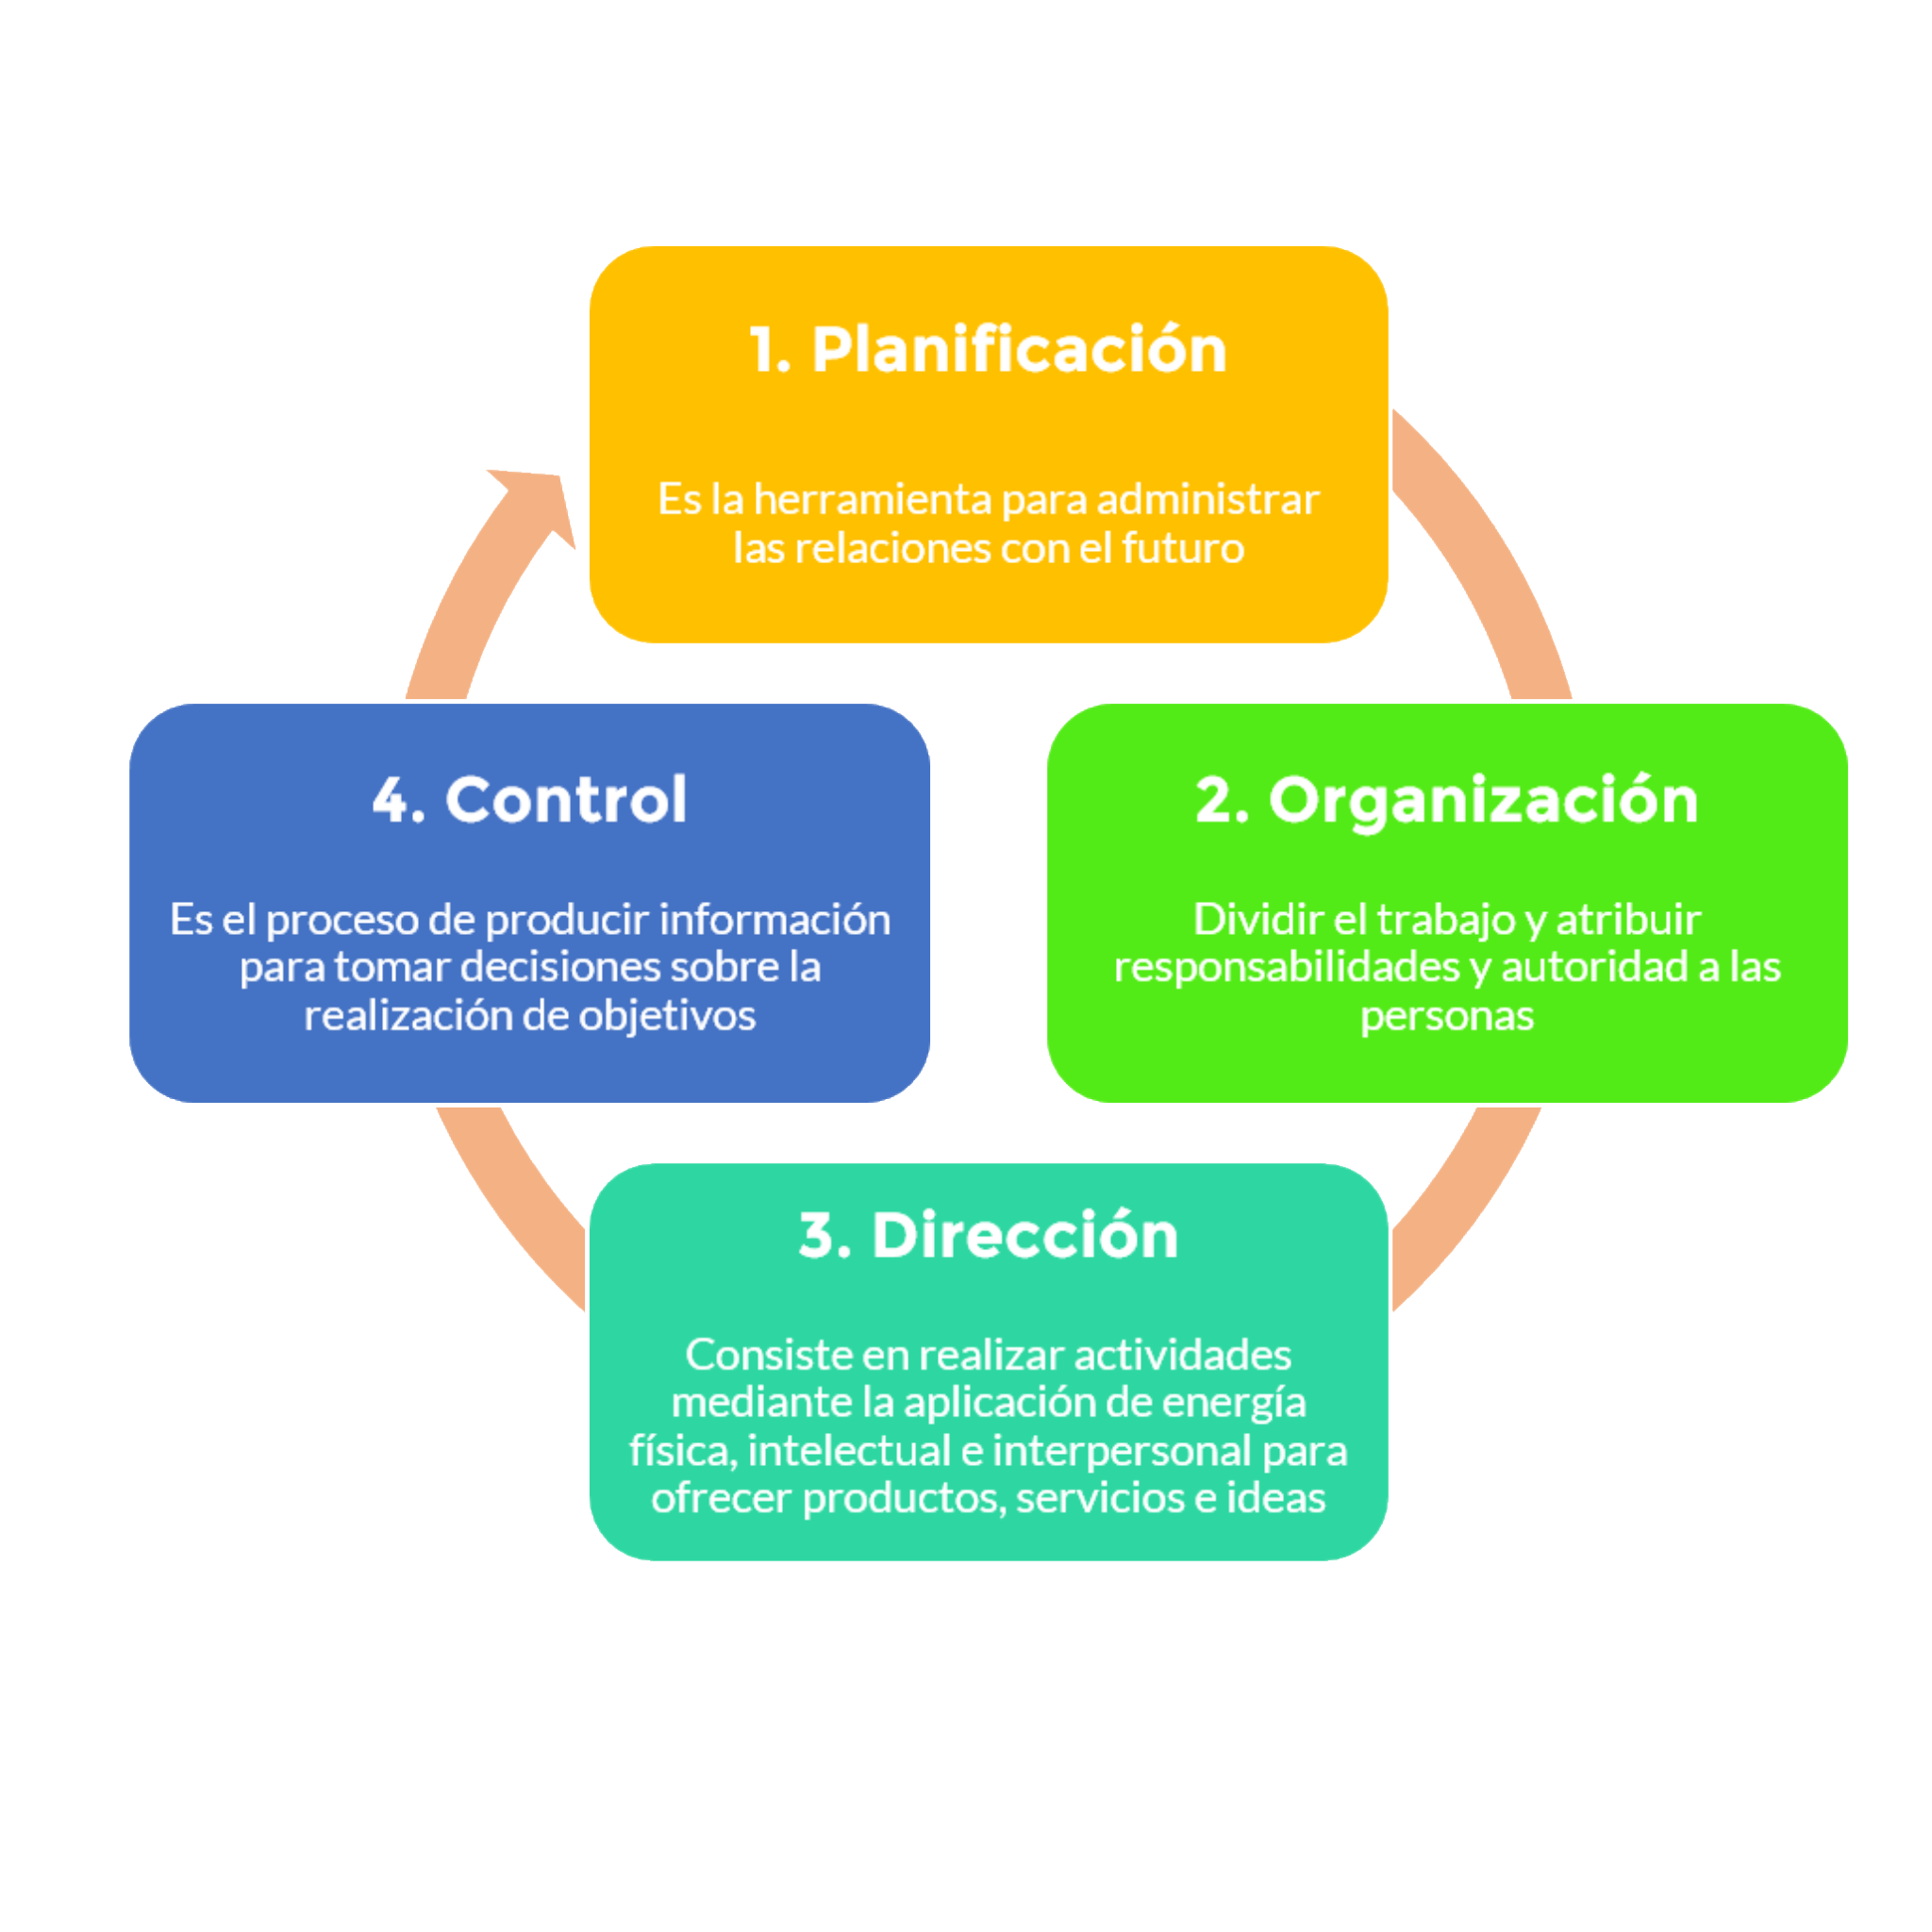 1. Planificación
Es la herramienta para administrar
las relaciones con el futuro
2. Organización
Dividir el trabajo y atribuir
responsabilidades y autoridad a las
personas
3. Dirección
Consiste en realizar actividades
mediante la aplicación de energía
física, intelectual e interpersonal para
ofrecer productos, servicios e ideas
4. Control
Es el proceso de producir información
para tomar decisiones sobre la
realización de objetivos